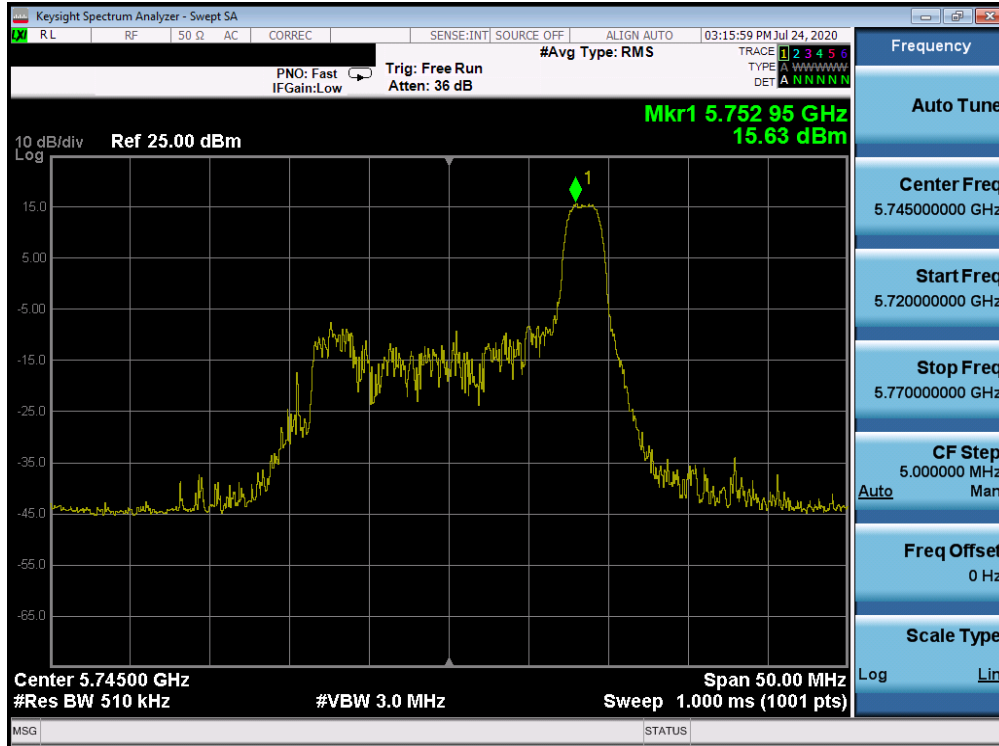 Keysight Spectrum Analyzer - Swept SA
LXI RL RF 50 Ω AC CORREC SENSE:INT SOURCE OFF ALIGN AUTO 03:15:59 PM Jul 24, 2020
#Avg Type: RMS
TRACE 1 2 3 4 5 6
PNO: Fast Trig: Free Run TYPE A WWWWW
IFGain:Low Atten: 36 dB DET A N N N N N
Mkr1 5.752 95 GHz
15.63 dBm
10 dB/div Ref 25.00 dBm
Log
1
15.0
5.00
-5.00
-15.0
-25.0
-35.0
-45.0
-55.0
-65.0
Center 5.74500 GHz Span 50.00 MHz
#Res BW 510 kHz #VBW 3.0 MHz Sweep 1.000 ms (1001 pts)
MSG STATUS
Frequency
Auto Tune
Center Freq
5.745000000 GHz
Start Freq
5.720000000 GHz
Stop Freq
5.770000000 GHz
CF Step
5.000000 MHz
Auto Man
Freq Offset
0 Hz
Scale Type
Log Lin